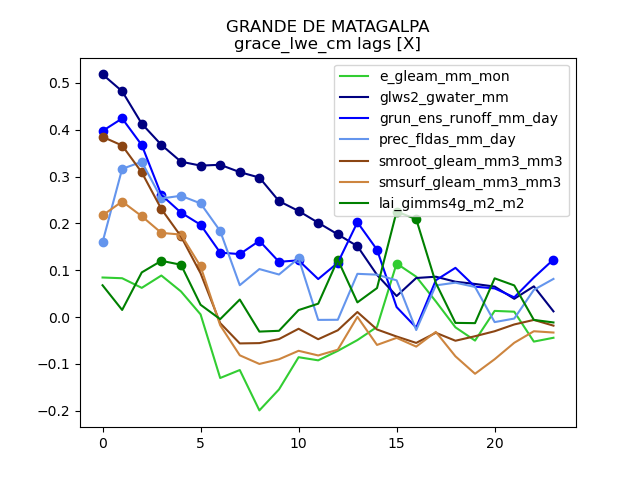 GRANDE DE MATAGALPA
grace_lwe_cm lags [X]
e_gleam_mm_mon
glws2_gwater_mm
grun_ens_runoff_mm_day
prec_fldas_mm_day
smroot_gleam_mm3_mm3
smsurf_gleam_mm3_mm3
lai_gimms4g_m2_m2
0.5
0.4
0.3
0.2
0.1
0.0
−0.1
−0.2
0 5 10 15 20